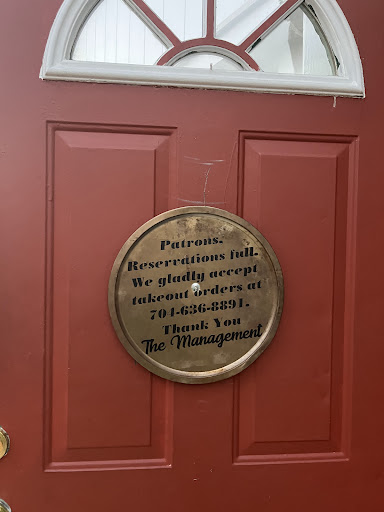 Patrons.
Reservations full.
We gladly accept
takeout orders at
704-636-8891.
Thank You
The Management